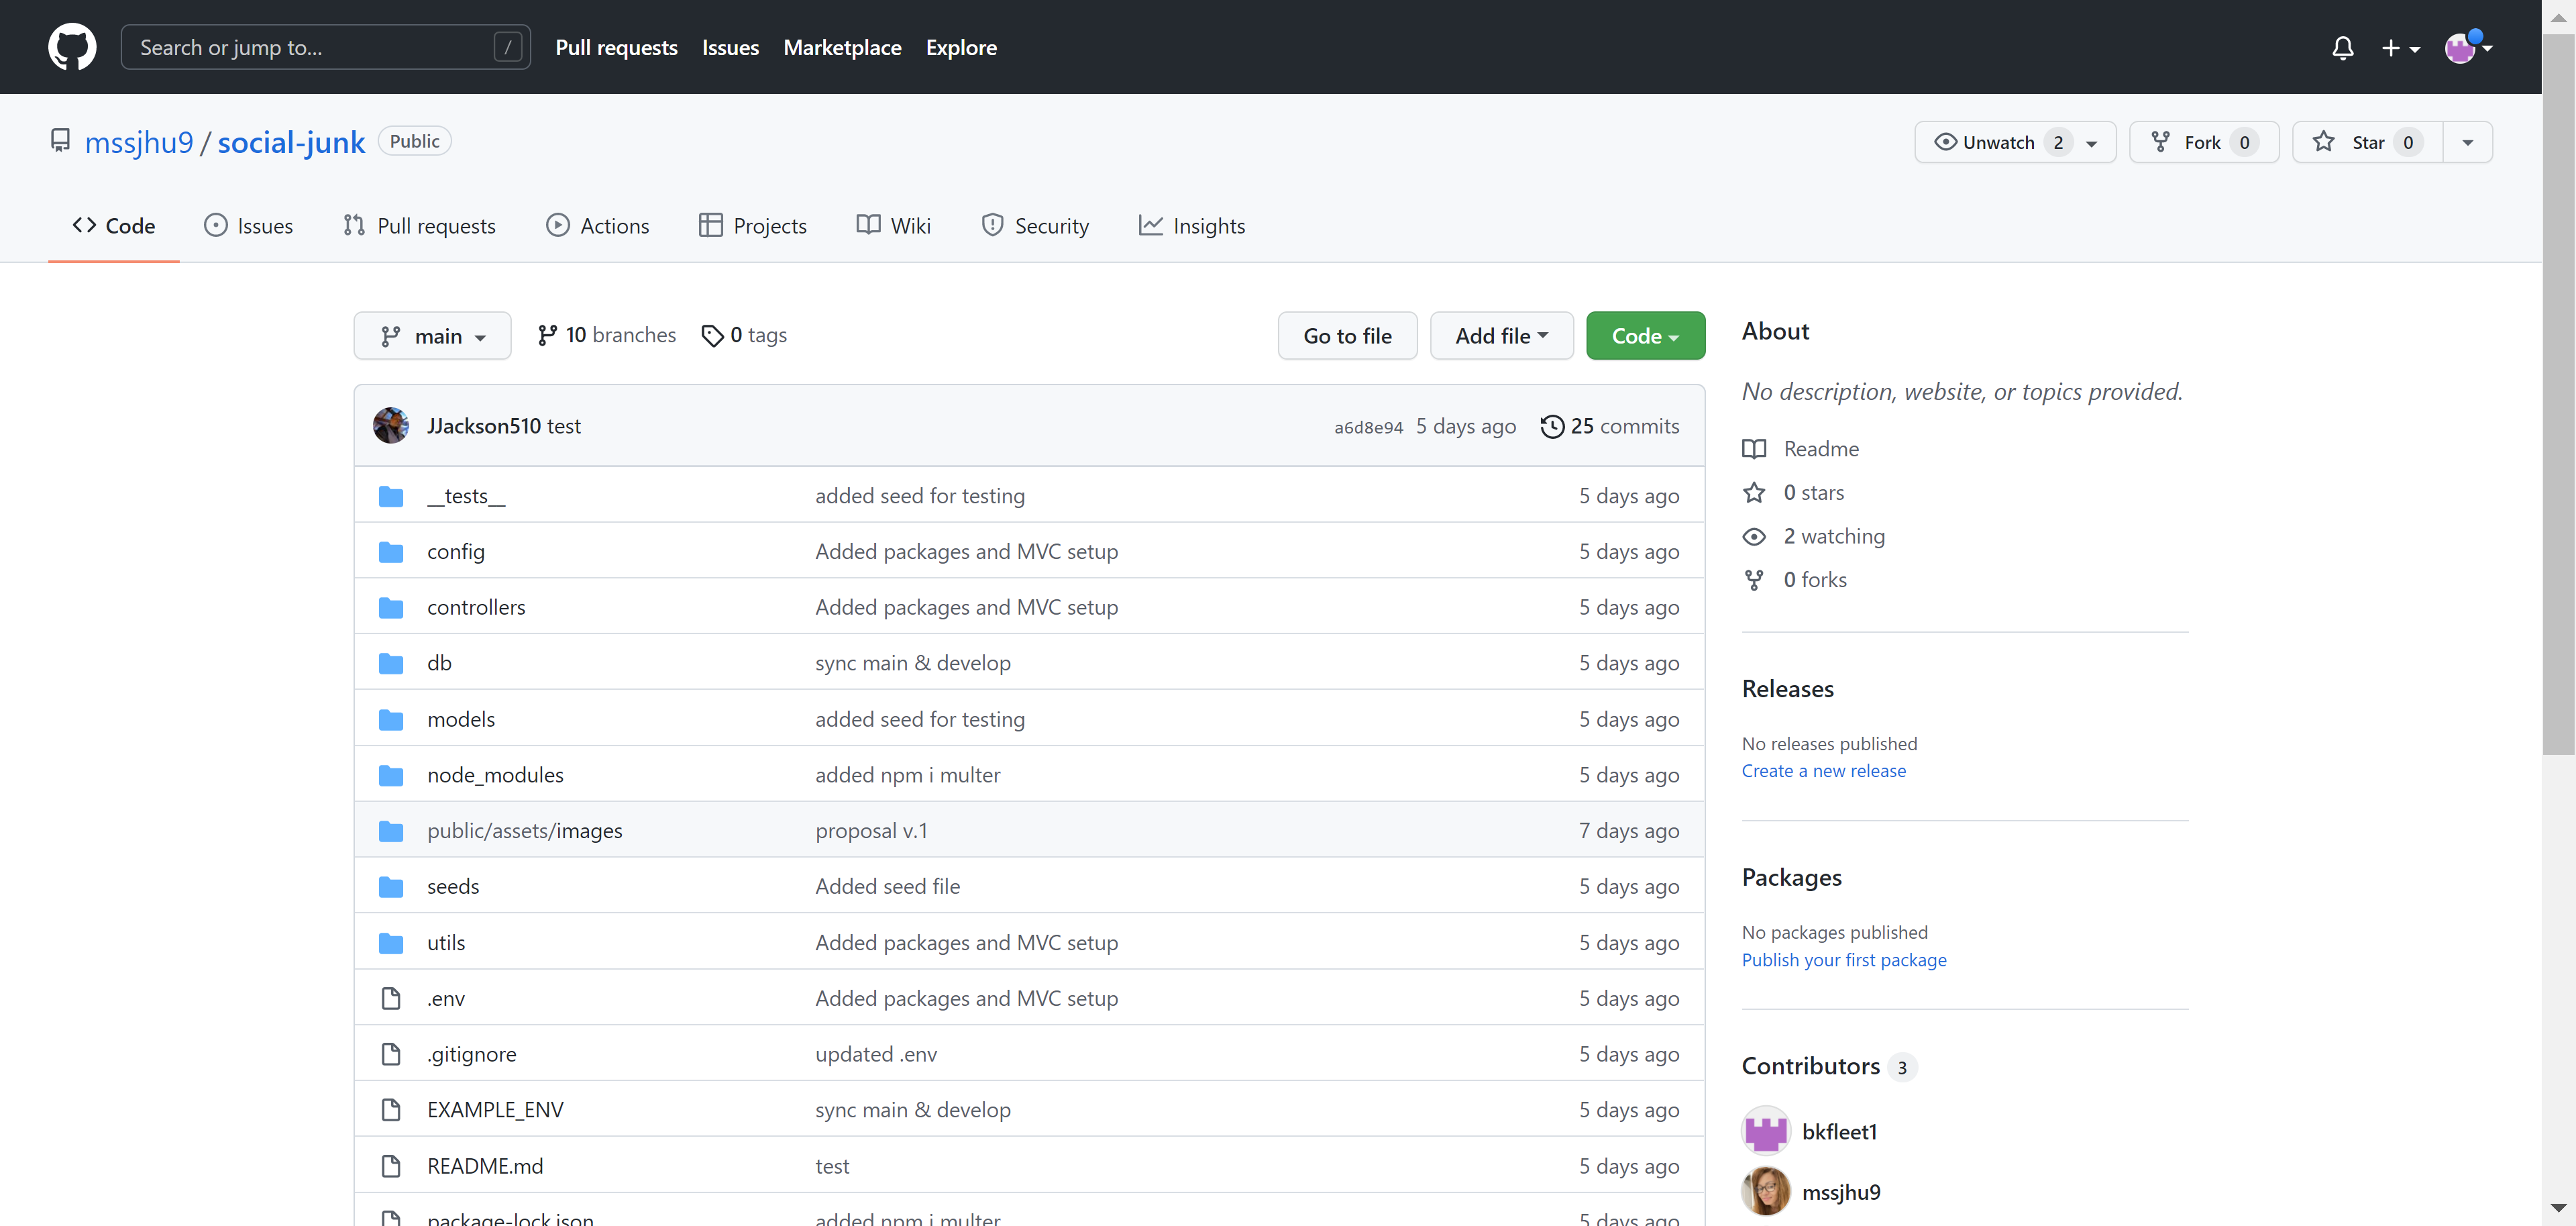 Search or jump to... / Pull requests Issues Marketplace Explore
mssjhu9 / social-junk Public Unwatch 2 Fork 0 Star 0
Code Issues Pull requests Actions Projects Wiki Security Insights
main 10 branches 0 tags Go to file Add file Code
JJackson510 test a6d8e94 5 days ago 25 commits
__tests__ added seed for testing 5 days ago
config Added packages and MVC setup 5 days ago
controllers Added packages and MVC setup 5 days ago
db sync main & develop 5 days ago
models added seed for testing 5 days ago
node_modules added npm i multer 5 days ago
public/assets/images proposal v.1 7 days ago
seeds Added seed file 5 days ago
utils Added packages and MVC setup 5 days ago
.env Added packages and MVC setup 5 days ago
.gitignore updated .env 5 days ago
EXAMPLE_ENV sync main & develop 5 days ago
README.md test 5 days ago
package-lock.json added npm i multer 5 days ago
About
No description, website, or topics provided.
Readme
0 stars
2 watching
0 forks
Releases
No releases published
Create a new release
Packages
No packages published
Publish your first package
Contributors 3
bkfleet1
mssjhu9